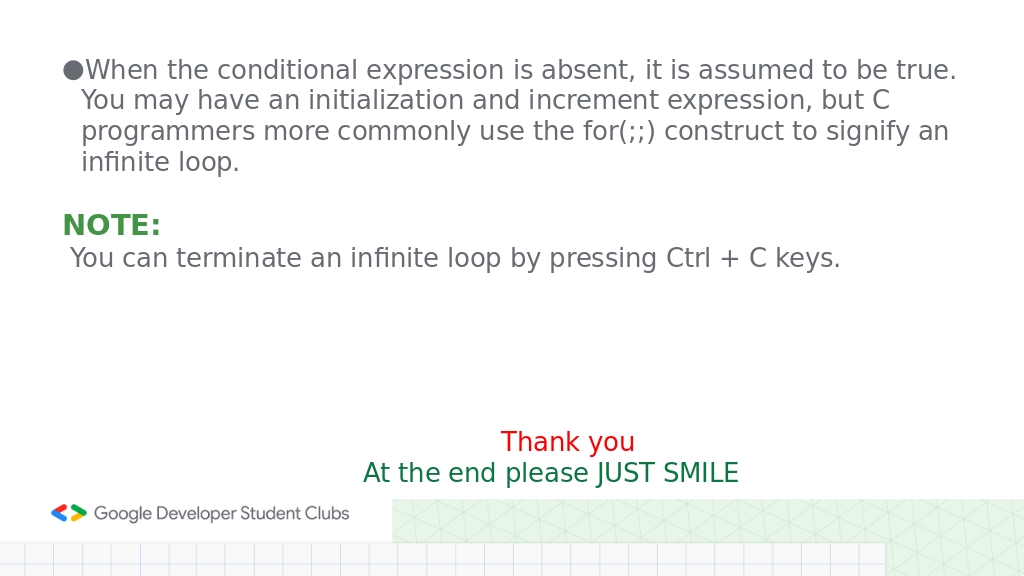 ●When the conditional expression is absent, it is assumed to be true.
You may have an initialization and increment expression, but C
programmers more commonly use the for(;;) construct to signify an
infinite loop.
NOTE:
You can terminate an infinite loop by pressing Ctrl + C keys.
Thank you
At the end please JUST SMILE
Google Developer Student Clubs